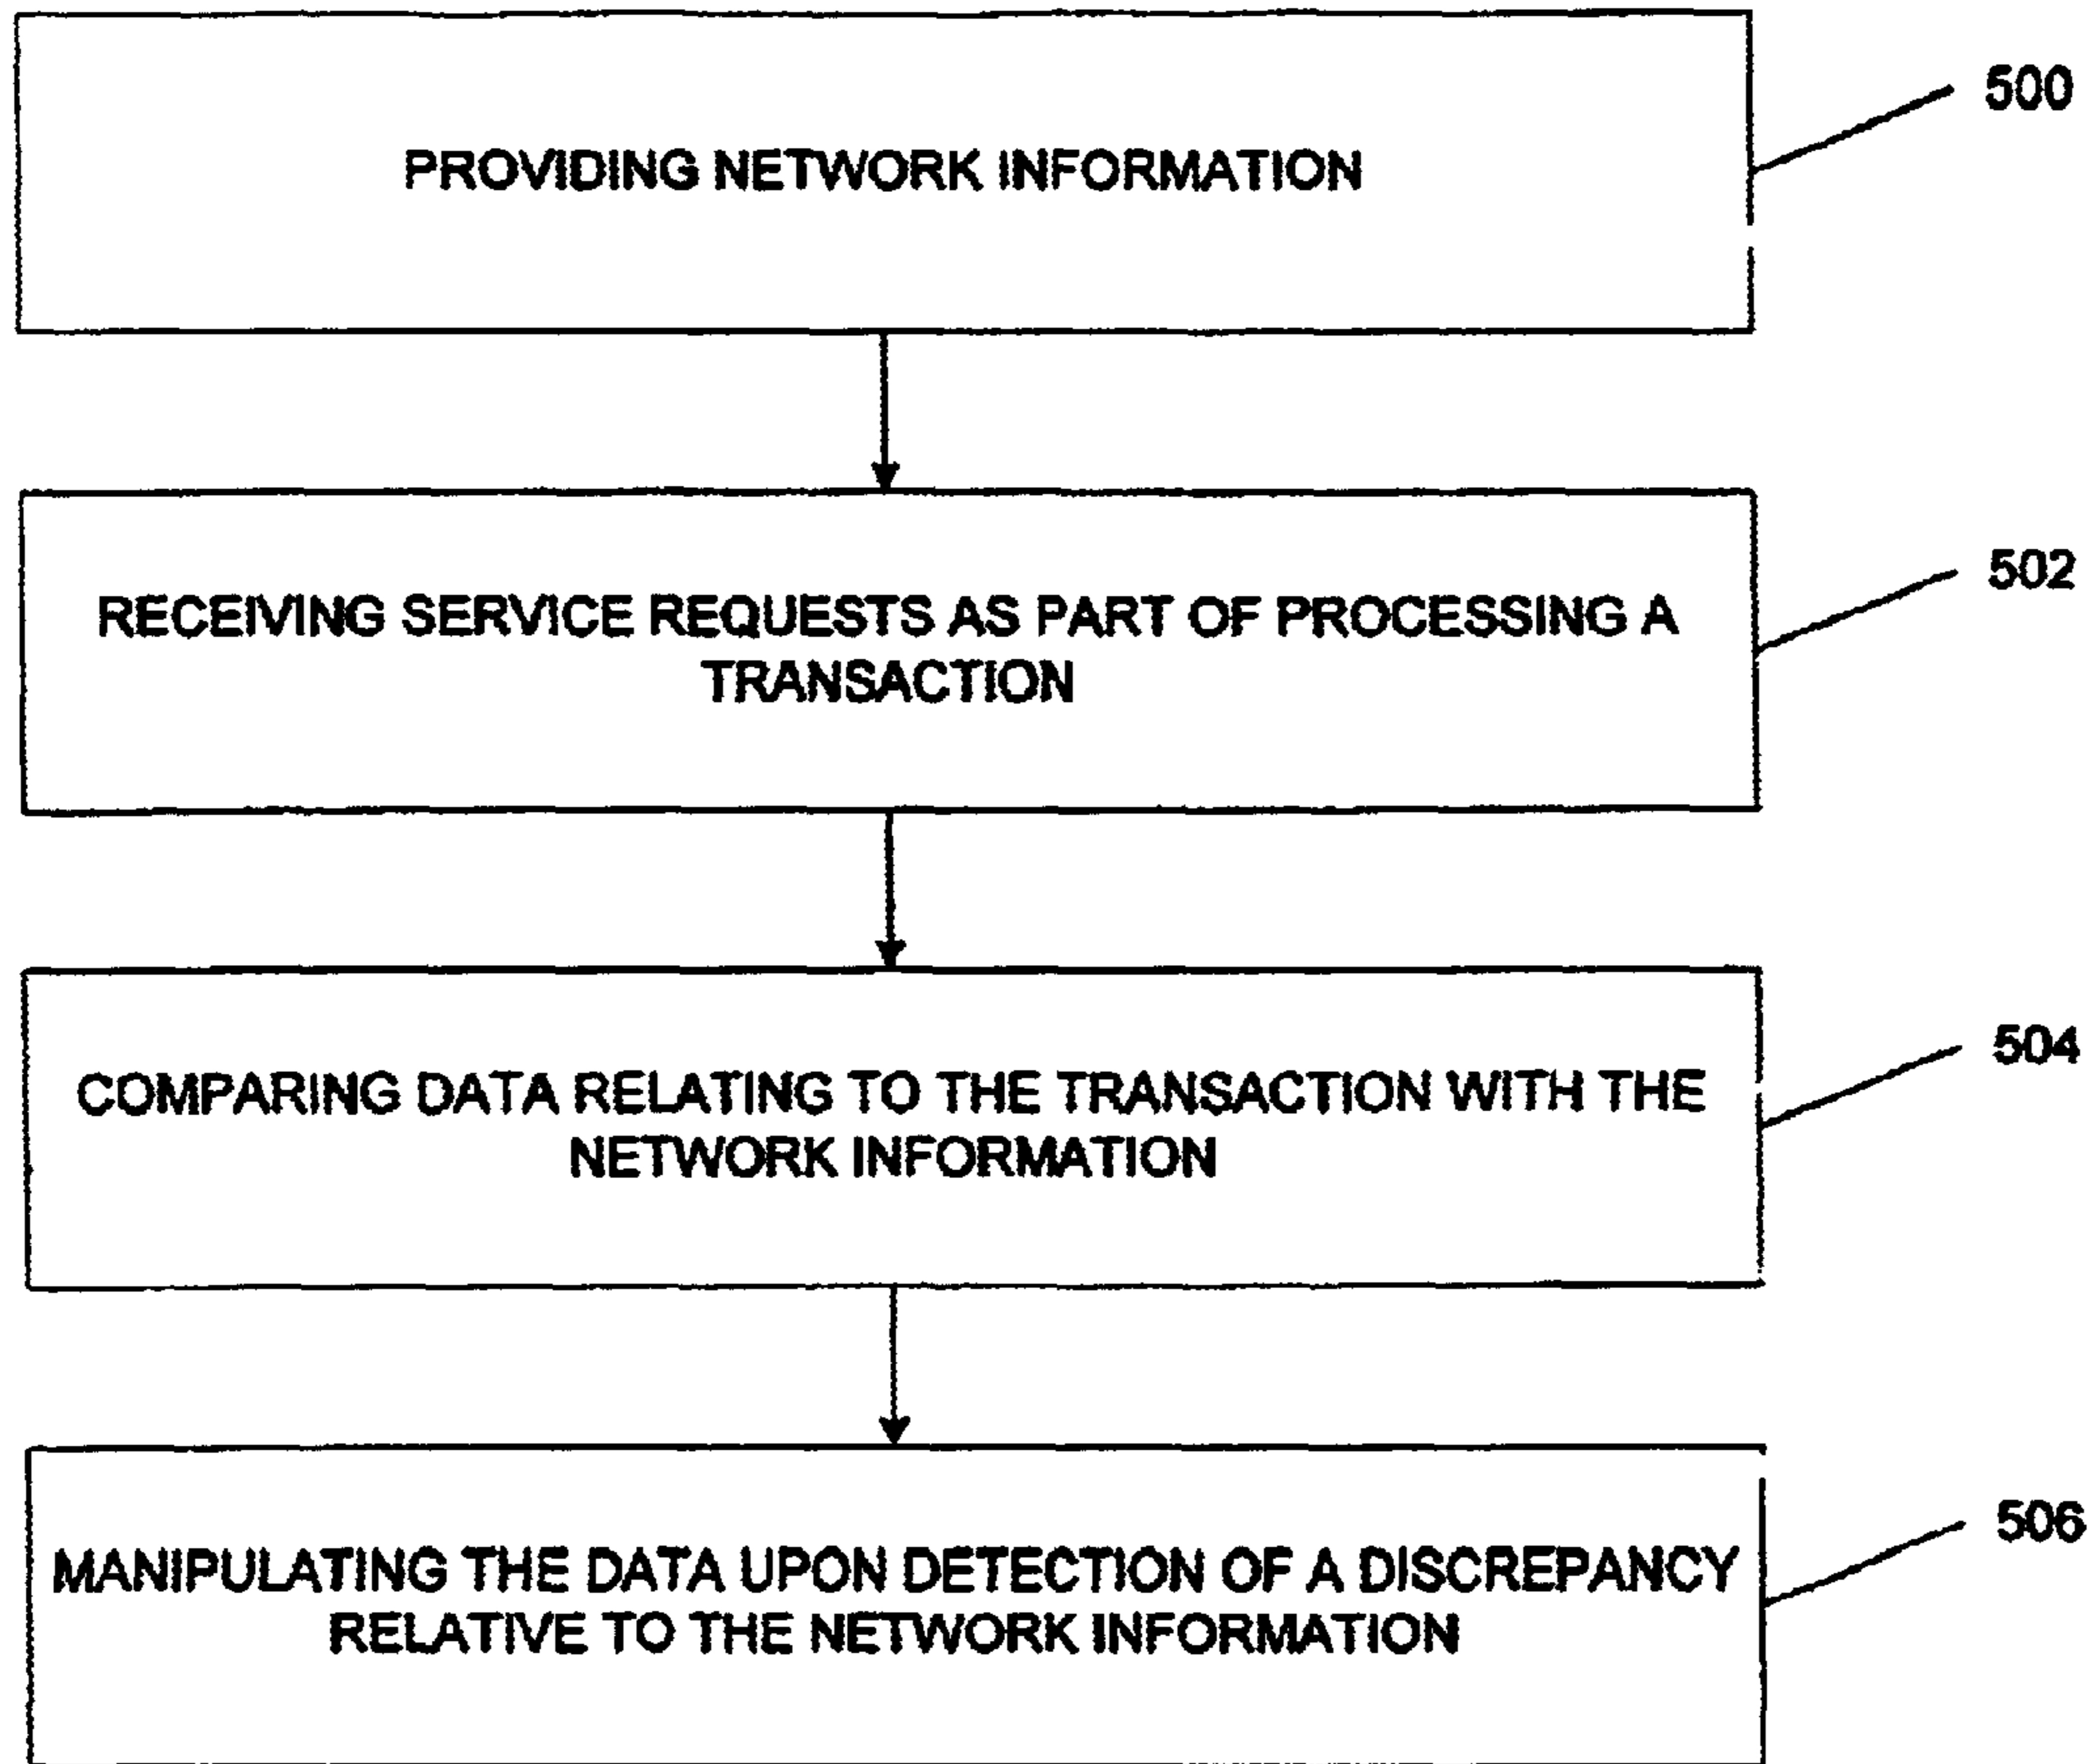 PROVIDING NETWORK INFORMATION
500
RECEIVING SERVICE REQUESTS AS PART OF PROCESSING A
TRANSACTION
502
COMPARING DATA RELATING TO THE TRANSACTION WITH THE
NETWORK INFORMATION
504
MANIPULATING THE DATA UPON DETECTION OF A DISCREPANCY
RELATIVE TO THE NETWORK INFORMATION
506